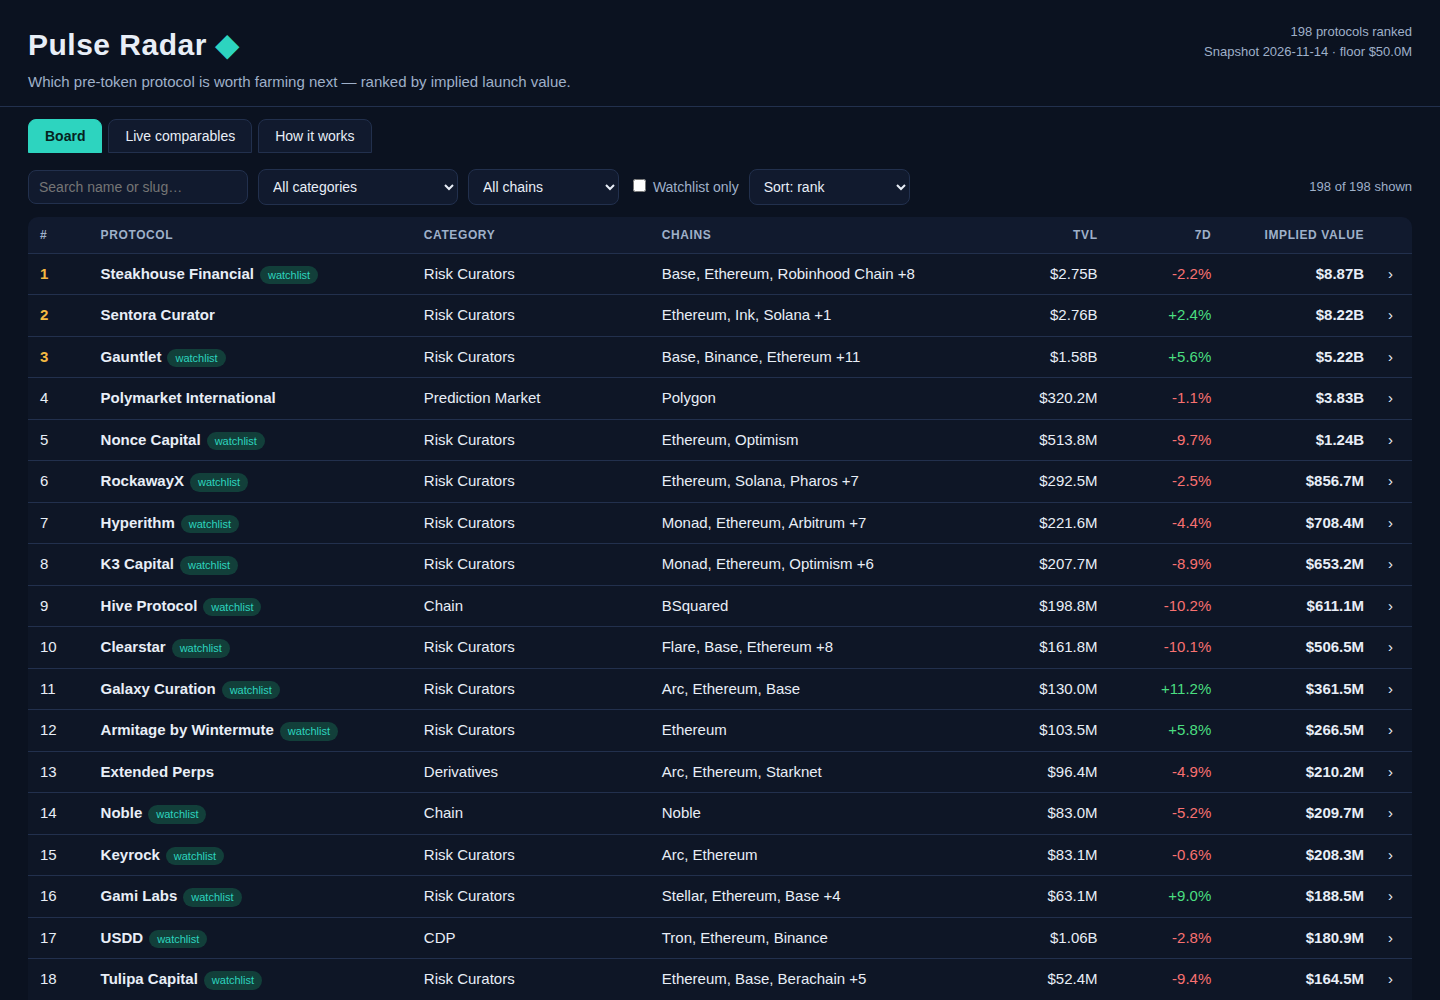 Pulse Radar ◆
198 protocols ranked
Snapshot 2026-11-14 · floor $50.0M
Which pre-token protocol is worth farming next — ranked by implied launch value.
Board Live comparables How it works
Search name or slug… All categories All chains Watchlist only Sort: rank 198 of 198 shown
# PROTOCOL CATEGORY CHAINS TVL 7D IMPLIED VALUE
1 Steakhouse Financial watchlist Risk Curators Base, Ethereum, Robinhood Chain +8 $2.75B -2.2% $8.87B ›
2 Sentora Curator Risk Curators Ethereum, Ink, Solana +1 $2.76B +2.4% $8.22B ›
3 Gauntlet watchlist Risk Curators Base, Binance, Ethereum +11 $1.58B +5.6% $5.22B ›
4 Polymarket International Prediction Market Polygon $320.2M -1.1% $3.83B ›
5 Nonce Capital watchlist Risk Curators Ethereum, Optimism $513.8M -9.7% $1.24B ›
6 RockawayX watchlist Risk Curators Ethereum, Solana, Pharos +7 $292.5M -2.5% $856.7M ›
7 Hyperithm watchlist Risk Curators Monad, Ethereum, Arbitrum +7 $221.6M -4.4% $708.4M ›
8 K3 Capital watchlist Risk Curators Monad, Ethereum, Optimism +6 $207.7M -8.9% $653.2M ›
9 Hive Protocol watchlist Chain BSquared $198.8M -10.2% $611.1M ›
10 Clearstar watchlist Risk Curators Flare, Base, Ethereum +8 $161.8M -10.1% $506.5M ›
11 Galaxy Curation watchlist Risk Curators Arc, Ethereum, Base $130.0M +11.2% $361.5M ›
12 Armitage by Wintermute watchlist Risk Curators Ethereum $103.5M +5.8% $266.5M ›
13 Extended Perps Derivatives Arc, Ethereum, Starknet $96.4M -4.9% $210.2M ›
14 Noble watchlist Chain Noble $83.0M -5.2% $209.7M ›
15 Keyrock watchlist Risk Curators Arc, Ethereum $83.1M -0.6% $208.3M ›
16 Gami Labs watchlist Risk Curators Stellar, Ethereum, Base +4 $63.1M +9.0% $188.5M ›
17 USDD watchlist CDP Tron, Ethereum, Binance $1.06B -2.8% $180.9M ›
18 Tulipa Capital watchlist Risk Curators Ethereum, Base, Berachain +5 $52.4M -9.4% $164.5M ›